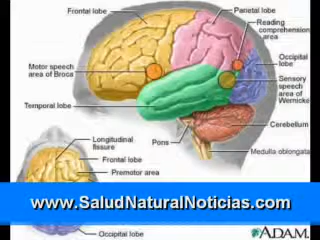 Frontal lobe
Parietal lobe
Reading
comprehension
area
Motor speech
area of Broca
Occipital
lobe
Sensory
speech
area of
Wernicke
Temporal lobe
Cerebellum
Longitudinal
fissure
Pons
Medulla oblongata
Frontal lobe
Premotor area
www.SaludNaturalNoticias.com
Occipital lobe
ADAM.